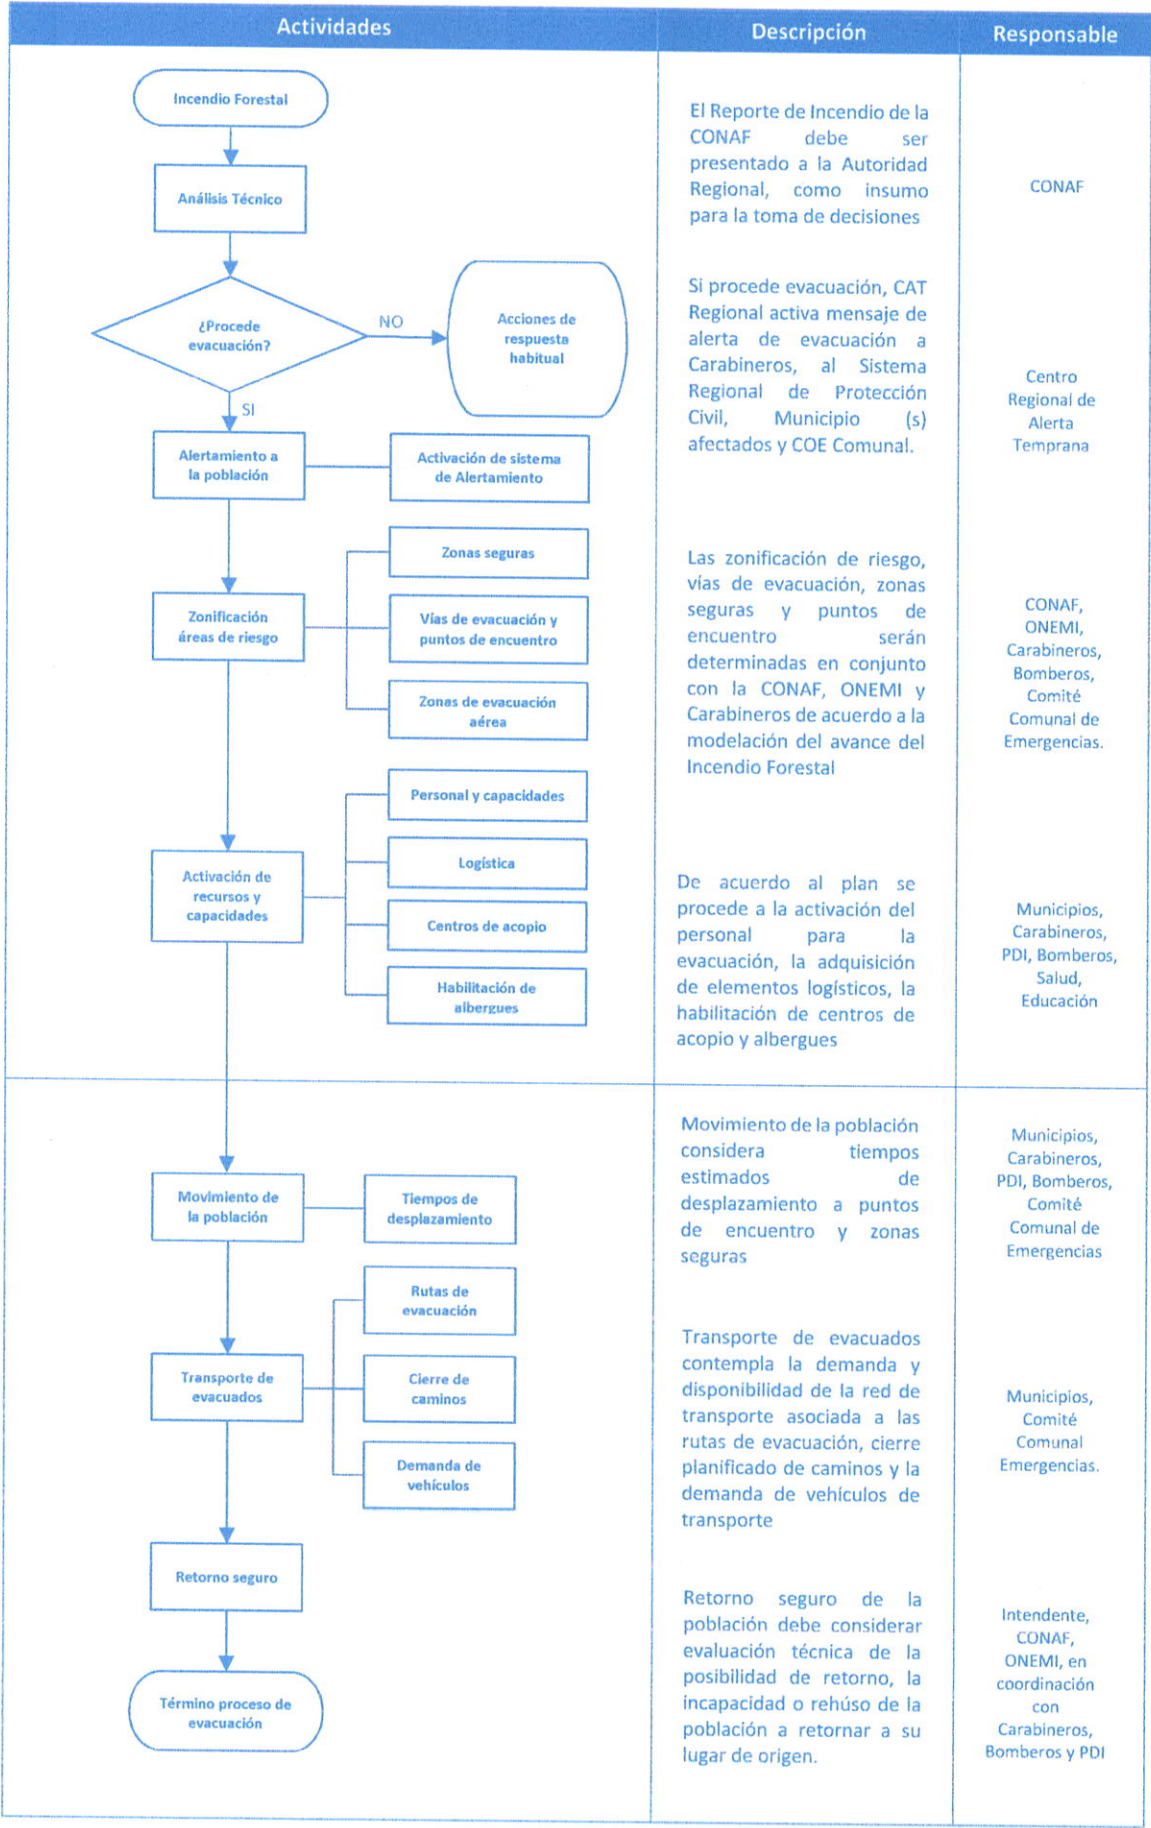 Actividades
Descripción
Responsable
Incendio Forestal
Análisis Técnico
¿Procede
evacuación?
NO
Acciones de
respuesta
habitual
SI
Alertamiento a
la población
Activación de sistema
de Alertamiento
Zonas seguras
Zonificación
áreas de riesgo
Vías de evacuación y
puntos de encuentro
Zonas de evacuación
aérea
Personal y capacidades
Logística
Activación de
recursos y
capacidades
Centros de acopio
Habilitación de
albergues
El Reporte de Incendio de la
CONAF debe ser
presentado a la Autoridad
Regional, como insumo
para la toma de decisiones
CONAF
Si procede evacuación, CAT
Regional activa mensaje de
alerta de evacuación a
Carabineros, al Sistema
Regional de Protección
Civil, Municipio (s)
afectados y COE Comunal.
Centro
Regional de
Alerta
Temprana
Las zonificación de riesgo,
vías de evacuación, zonas
seguras y puntos de
encuentro serán
determinadas en conjunto
con la CONAF, ONEMI y
Carabineros de acuerdo a la
modelación del avance del
Incendio Forestal
CONAF,
ONEMI,
Carabineros,
Bomberos,
Comité
Comunal de
Emergencias.
De acuerdo al plan se
procede a la activación del
personal para la
evacuación, la adquisición
de elementos logísticos, la
habilitación de centros de
acopio y albergues
Municipios,
Carabineros,
PDI, Bomberos,
Salud,
Educación
Movimiento de
la población
Tiempos de
desplazamiento
Rutas de
evacuación
Transporte de
evacuados
Cierre de
caminos
Demanda de
vehículos
Retorno seguro
Término proceso de
evacuación
Movimiento de la población
considera tiempos
estimados de
desplazamiento a puntos
de encuentro y zonas
seguras
Municipios,
Carabineros,
PDI, Bomberos,
Comité
Comunal de
Emergencias
Transporte de evacuados
contempla la demanda y
disponibilidad de la red de
transporte asociada a las
rutas de evacuación, cierre
planificado de caminos y la
demanda de vehículos de
transporte
Municipios,
Comité
Comunal
Emergencias.
Retorno seguro de la
población debe considerar
evaluación técnica de la
posibilidad de retorno, la
incapacidad o rehúso de la
población a retornar a su
lugar de origen.
Intendente,
CONAF,
ONEMI, en
coordinación
con
Carabineros,
Bomberos y PDI